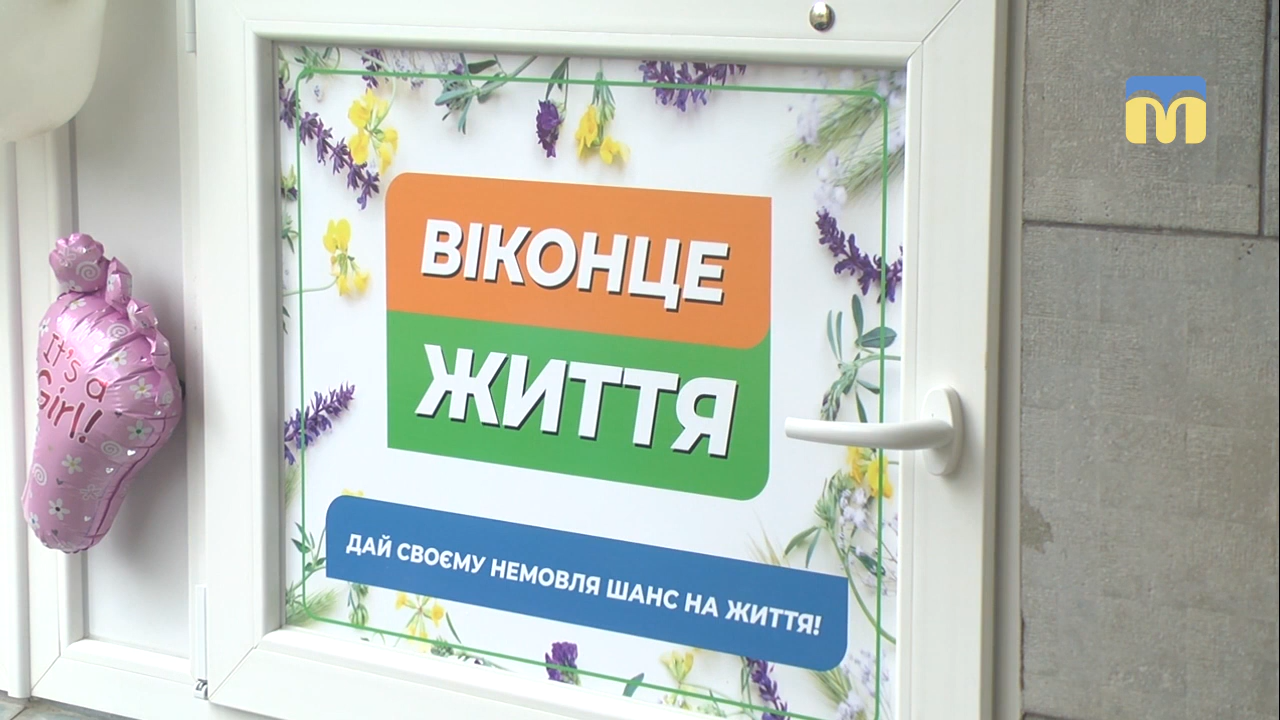 ВІКОНЦЕ
ЖИТТЯ
ДАЙ СВОЄМУ НЕМОВЛЯ ШАНС НА ЖИТТЯ!
It's a
Girl!
m